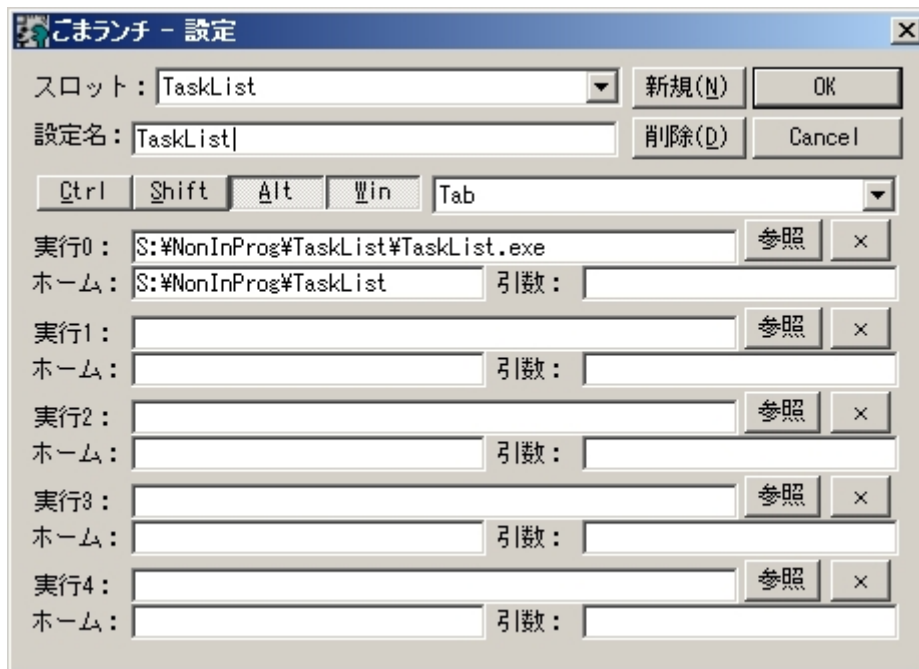 ごまランチ - 設定
スロット： TaskList 新規(N) OK
設定名： TaskList 削除(D) Cancel
Ctrl Shift Alt Win Tab
実行0： S:¥NonInProg¥TaskList¥TaskList.exe 参照 ×
ホーム： S:¥NonInProg¥TaskList 引数：
実行1： 参照 ×
ホーム： 引数：
実行2： 参照 ×
ホーム： 引数：
実行3： 参照 ×
ホーム： 引数：
実行4： 参照 ×
ホーム： 引数：